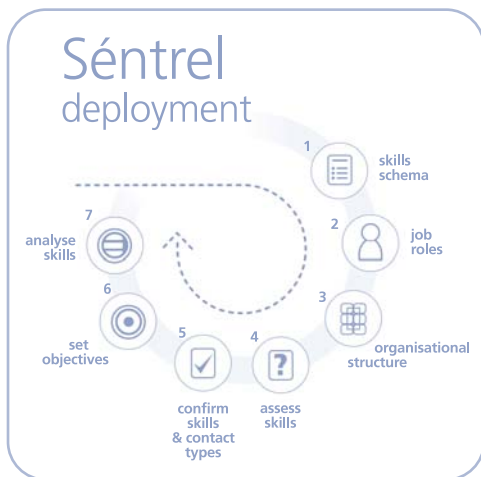 Séntrel
deployment
1
skills
schema
2
job
roles
3
organisational
structure
4
?
assess
skills
5
confirm
skills
& contact
types
6
set
objectives
7
analyse
skills